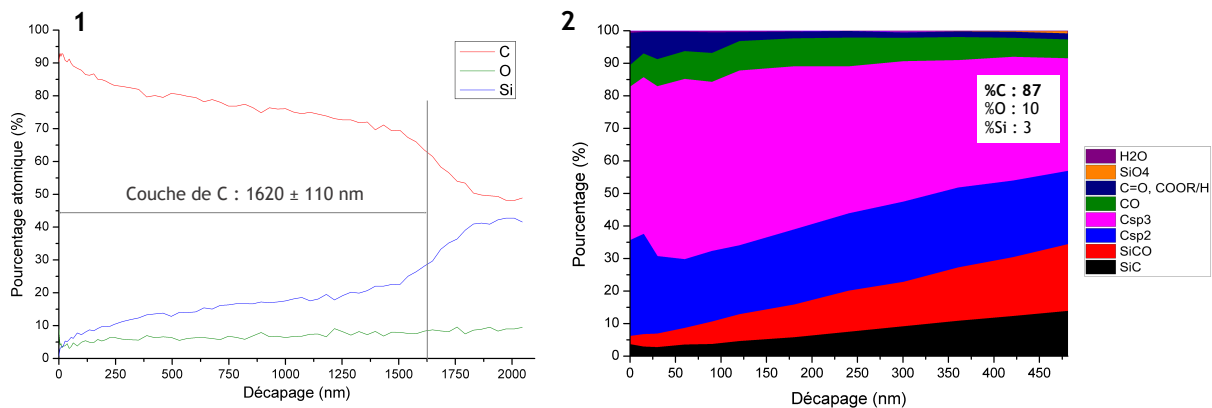 1
Pourcentage atomique (%)
100
90
80
70
60
50
40
30
20
10
0
C
O
Si
Couche de C : 1620 ± 110 nm
0 250 500 750 1000 1250 1500 1750 2000
Décapage (nm)
2
Pourcentage (%)
100
90
80
70
60
50
40
30
20
10
0
%C : 87
%O : 10
%Si : 3
0 50 100 150 200 250 300 350 400 450
Décapage (nm)
H2O
SiO4
C=O, COOR/H
CO
Csp3
Csp2
SiCO
SiC